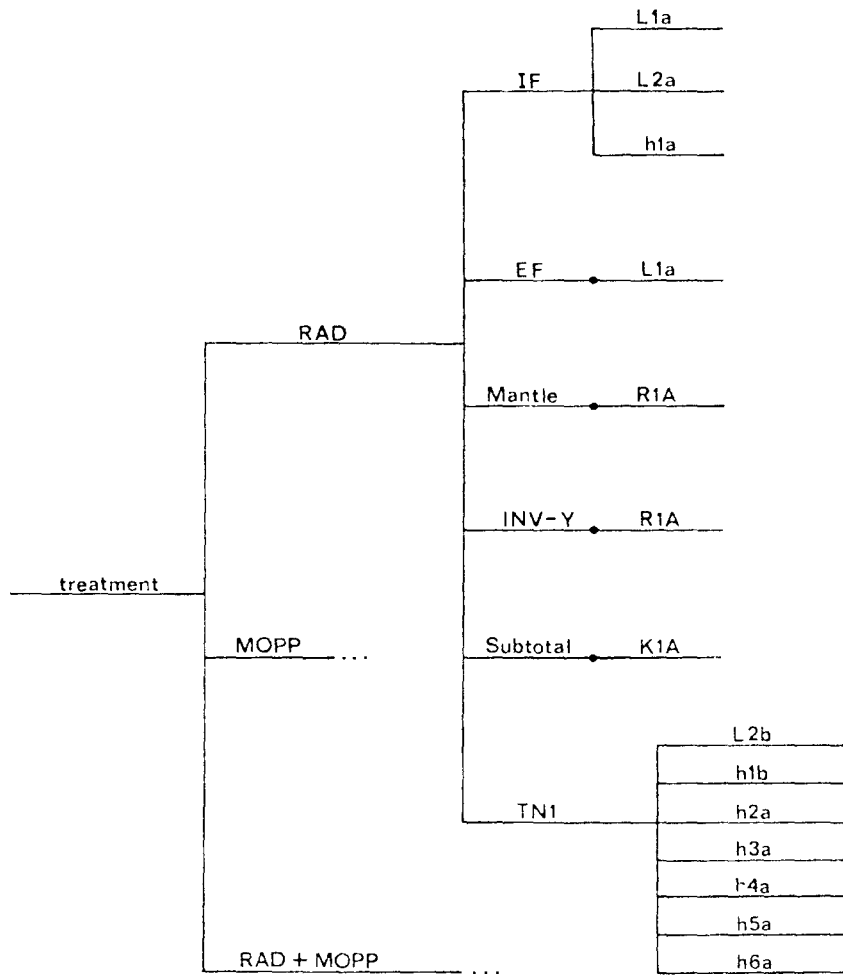 L1a
IF
L2a
h1a
EF
L1a
RAD
Mantle
R1A
INV-Y
R1A
treatment
MOPP ...
Subtotal
K1A
L2b
h1b
TN1
h2a
h3a
h4a
h5a
RAD + MOPP ...
h6a